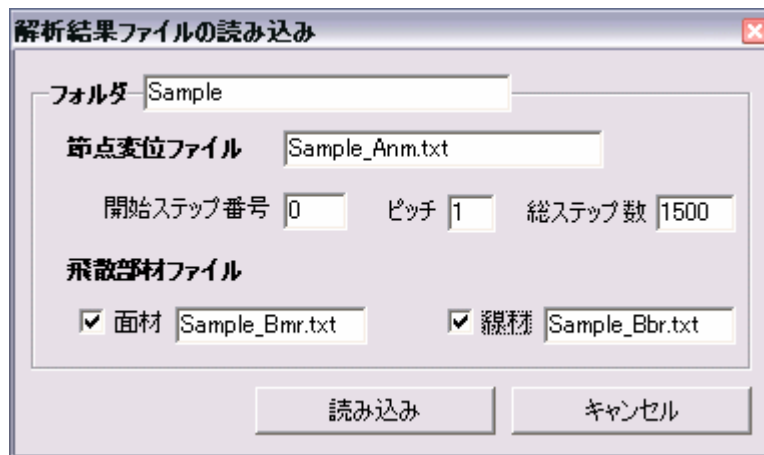 解析結果ファイルの読み込み
フォルダ Sample
節点変位ファイル Sample_Anm.txt
開始ステップ番号 0 ピッチ 1 総ステップ数 1500
飛散部材ファイル
面材 Sample_Bmr.txt 線材 Sample_Bbr.txt
読み込み キャンセル